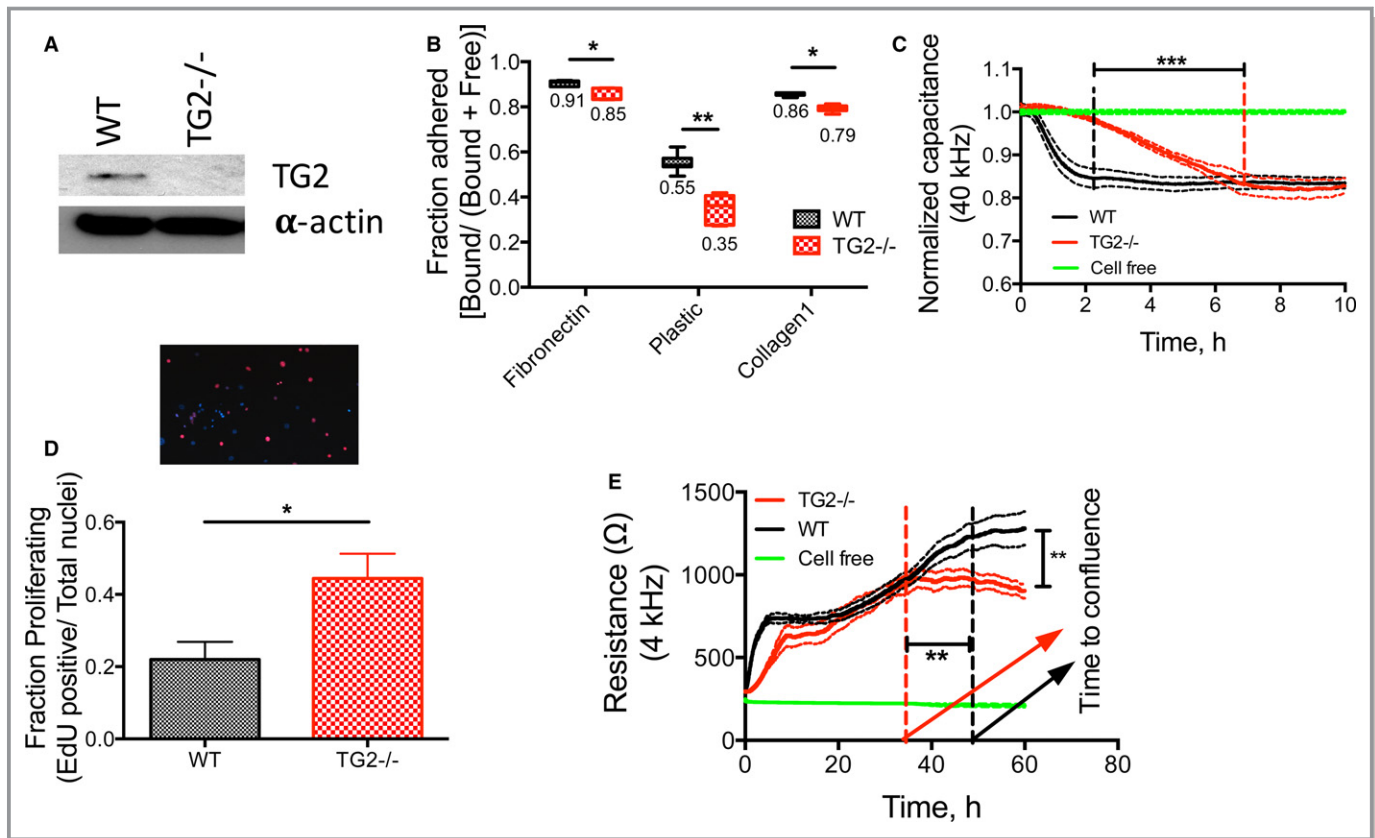 A
WT
TG2-/-
TG2
α-actin
B
Fraction adhered
[Bound/ (Bound + Free)]
1.0
0.8
0.6
0.4
0.2
0.0
*
**
*
0.91
0.85
0.55
0.35
0.86
0.79
WT
TG2-/-
Fibronectin
Plastic
Collagen1
C
Normalized capacitance
(40 kHz)
1.1
1.0
0.9
0.8
0.7
0.6
***
WT
TG2-/-
Cell free
0 2 4 6 8 10
Time, h
D
Fraction Proliferating
(EdU positive/ Total nuclei)
0.6
0.4
0.2
0.0
*
WT TG2-/-
E
Resistance (Ω)
(4 kHz)
1500
1000
500
0
TG2-/-
WT
Cell free
**
**
Time to confluence
0 20 40 60 80
Time, h